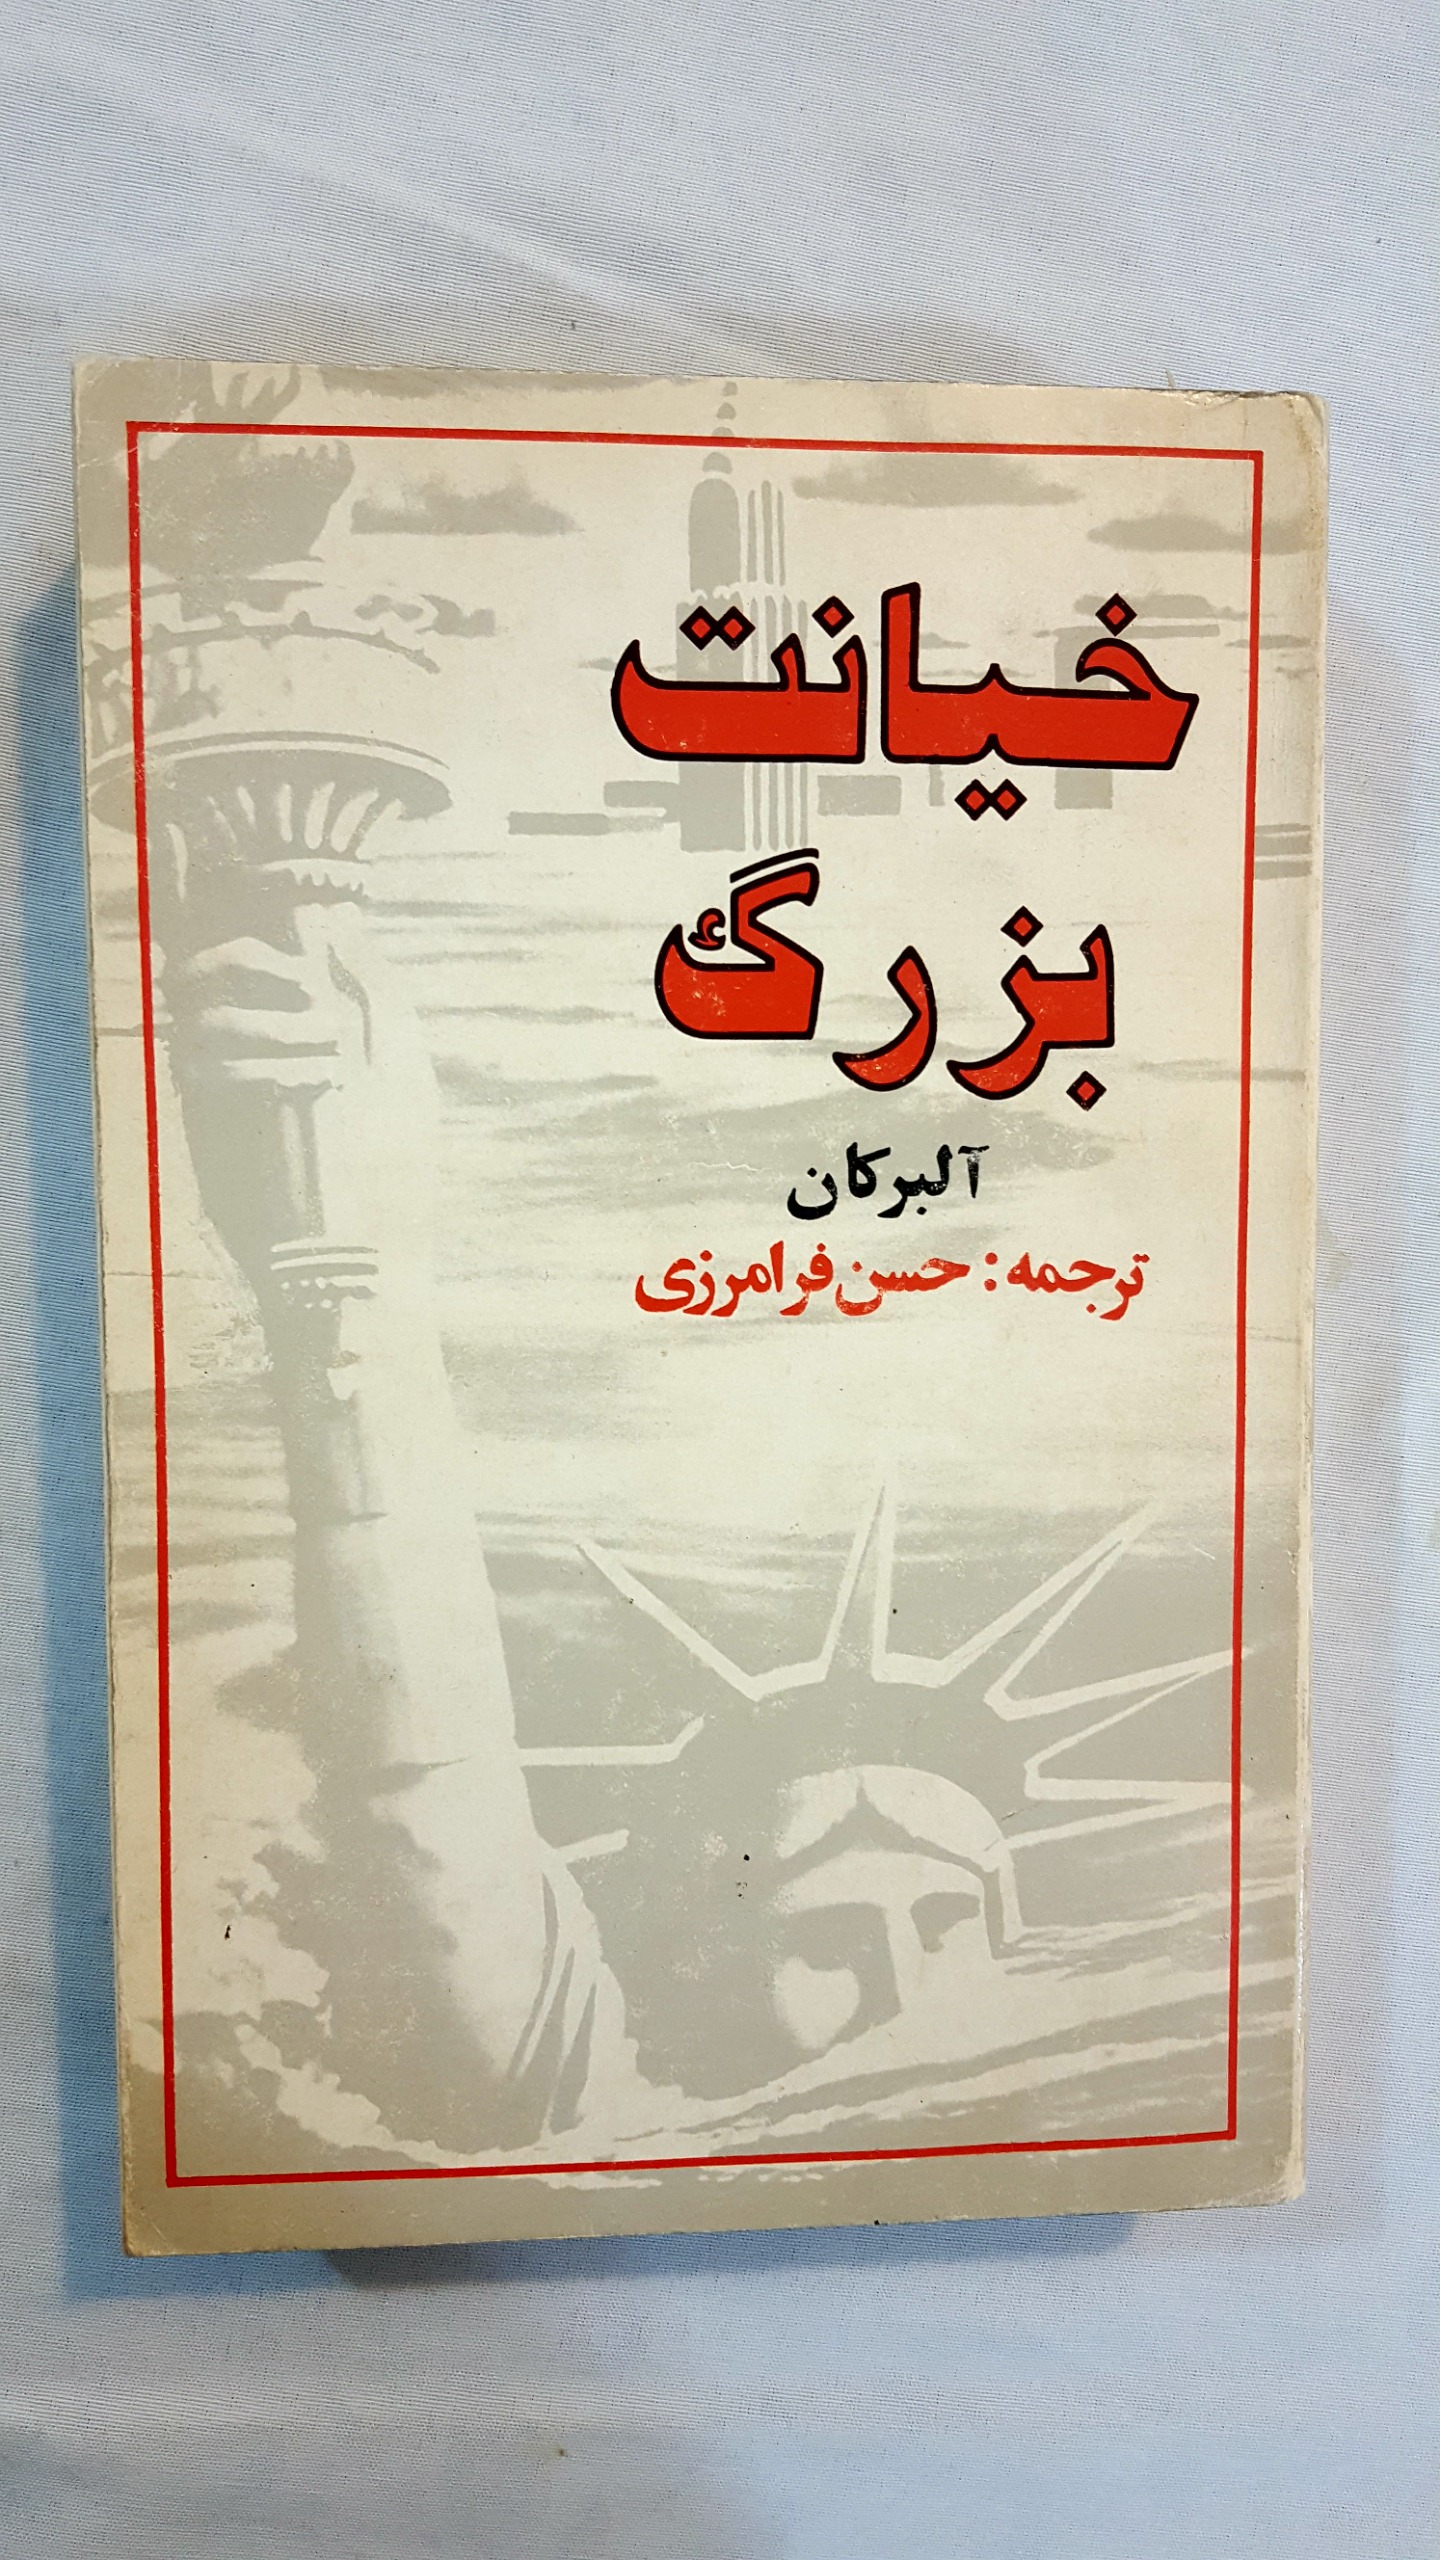 خیانت
بزرگ
آلبرکان
ترجمه: حسن فرامرزی